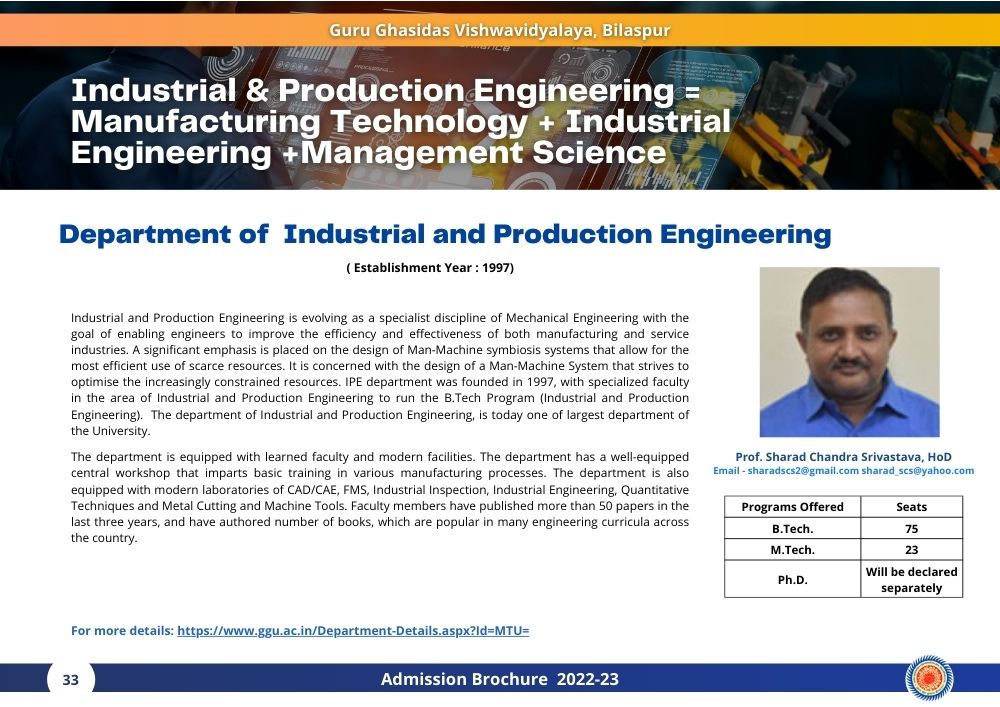 Guru Ghasidas Vishwavidyalaya, Bilaspur
Industrial & Production Engineering =
Manufacturing Technology + Industrial
Engineering +Management Science
Department of  Industrial and Production Engineering
( Establishment Year : 1997)
Industrial and Production Engineering is evolving as a specialist discipline of Mechanical Engineering with the
goal of enabling engineers to improve the efficiency and effectiveness of both manufacturing and service
industries. A significant emphasis is placed on the design of Man-Machine symbiosis systems that allow for the
most efficient use of scarce resources. It is concerned with the design of a Man-Machine System that strives to
optimise the increasingly constrained resources. IPE department was founded in 1997, with specialized faculty
in the area of Industrial and Production Engineering to run the B.Tech Program (Industrial and Production
Engineering).  The department of Industrial and Production Engineering, is today one of largest department of
the University.
The department is equipped with learned faculty and modern facilities. The department has a well-equipped
central workshop that imparts basic training in various manufacturing processes. The department is also
equipped with modern laboratories of CAD/CAE, FMS, Industrial Inspection, Industrial Engineering, Quantitative
Techniques and Metal Cutting and Machine Tools. Faculty members have published more than 50 papers in the
last three years, and have authored number of books, which are popular in many engineering curricula across
the country.
For more details: https://www.ggu.ac.in/Department-Details.aspx?Id=MTU=
Prof. Sharad Chandra Srivastava, HoD
Email - sharadscs2@gmail.com sharad_scs@yahoo.com
Programs Offered Seats
B.Tech. 75
M.Tech. 23
Ph.D. Will be declared
separately
33
Admission Brochure  2022-23